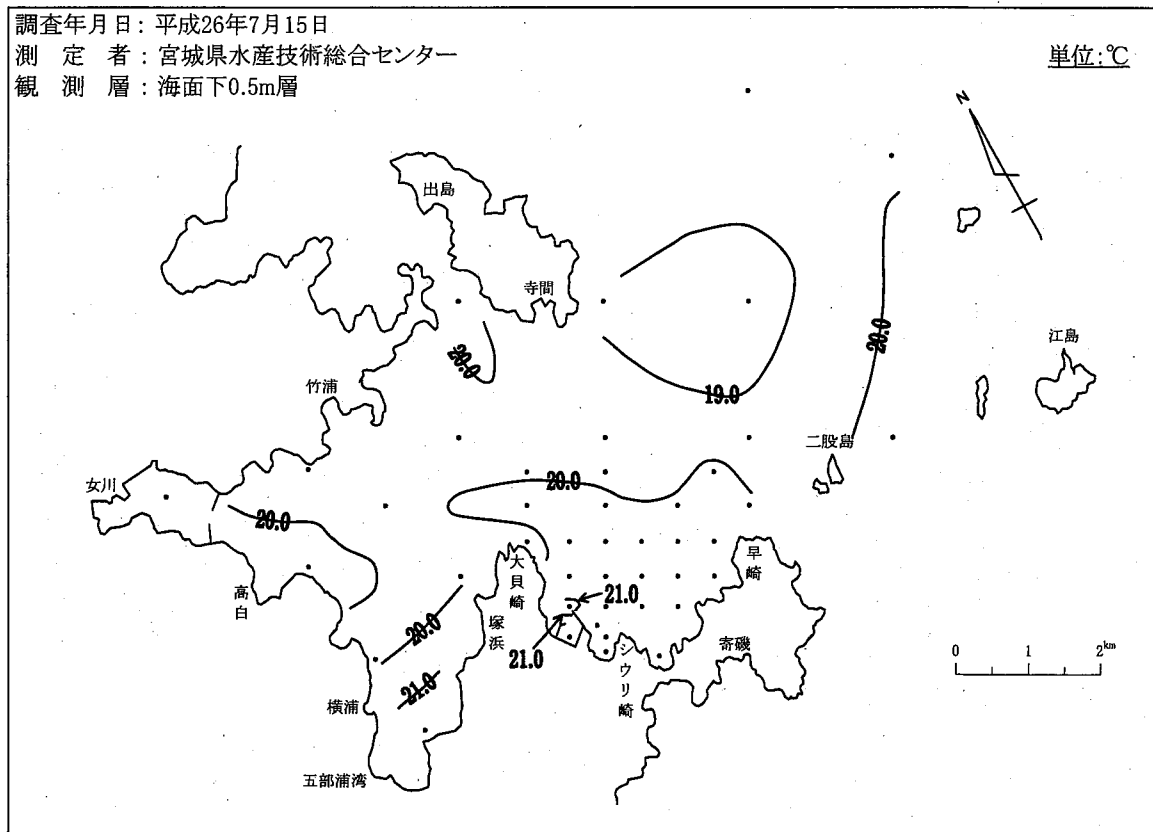 調査年月日：平成26年7月15日
測 定 者：宮城県水産技術総合センター
単位：℃
観 測 層：海面下0.5m層
N
出島
寺間
江島
20.0
20.0
竹浦
19.0
二股島
女川
20.0
20.0
早崎
大貝崎
高白
21.0
塚浜
20.0
寄磯
21.0
シウリ崎
0 1 2km
21.0
横浦
五部浦湾